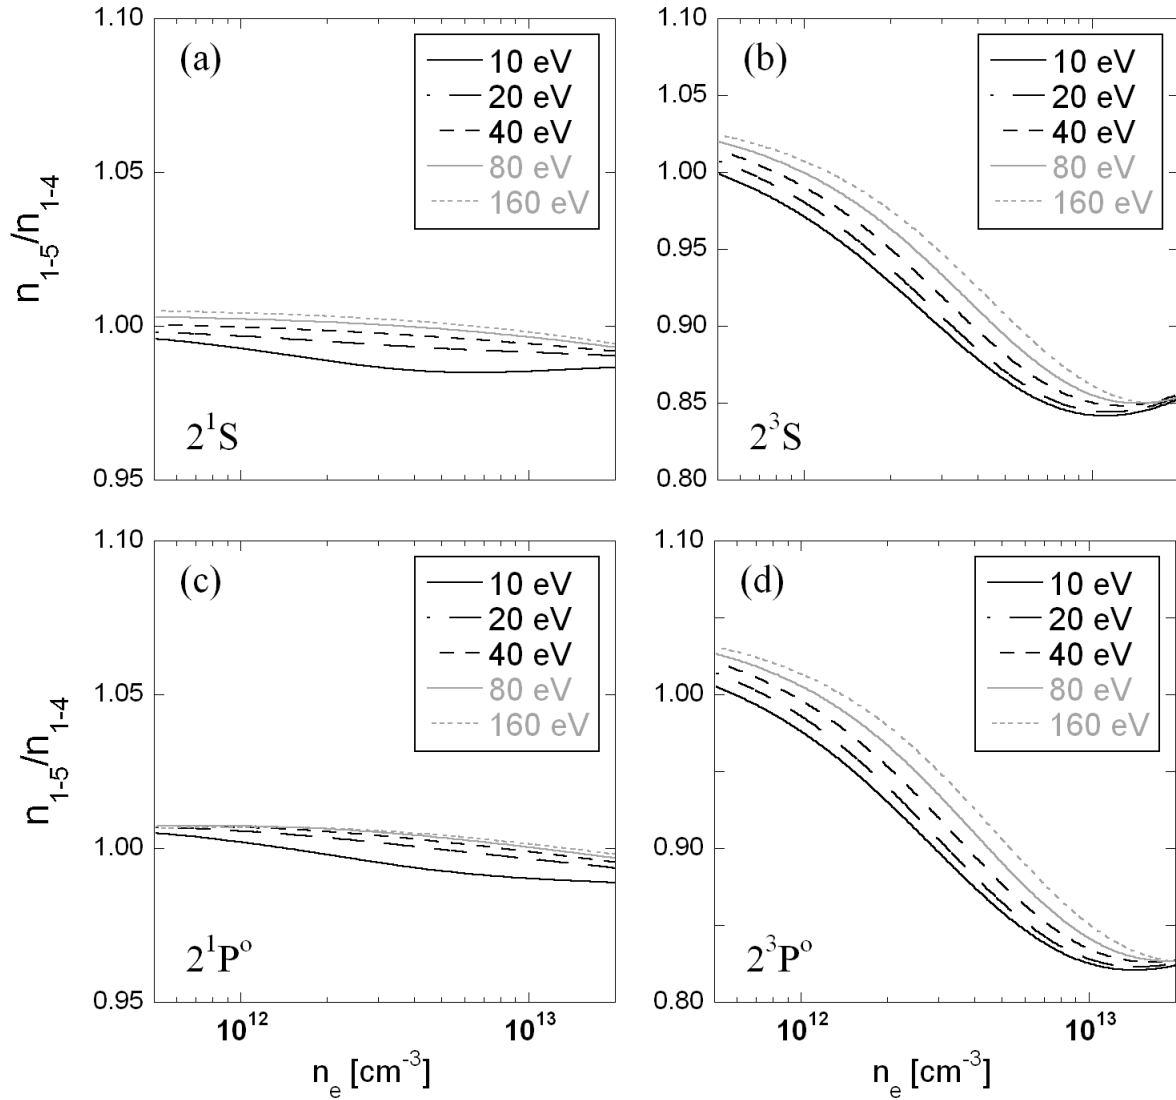 (a)
1.10
1.05
1.00
0.95
n1-5/n1-4
10 eV
20 eV
40 eV
80 eV
160 eV
2¹S
(b)
1.10
1.05
1.00
0.95
0.90
0.85
0.80
10 eV
20 eV
40 eV
80 eV
160 eV
2³S
(c)
1.10
1.05
1.00
0.95
n1-5/n1-4
10 eV
20 eV
40 eV
80 eV
160 eV
2¹Pᵒ
10¹²
10¹³
nₑ [cm⁻³]
(d)
1.10
1.00
0.90
0.80
10 eV
20 eV
40 eV
80 eV
160 eV
2³Pᵒ
10¹²
10¹³
nₑ [cm⁻³]